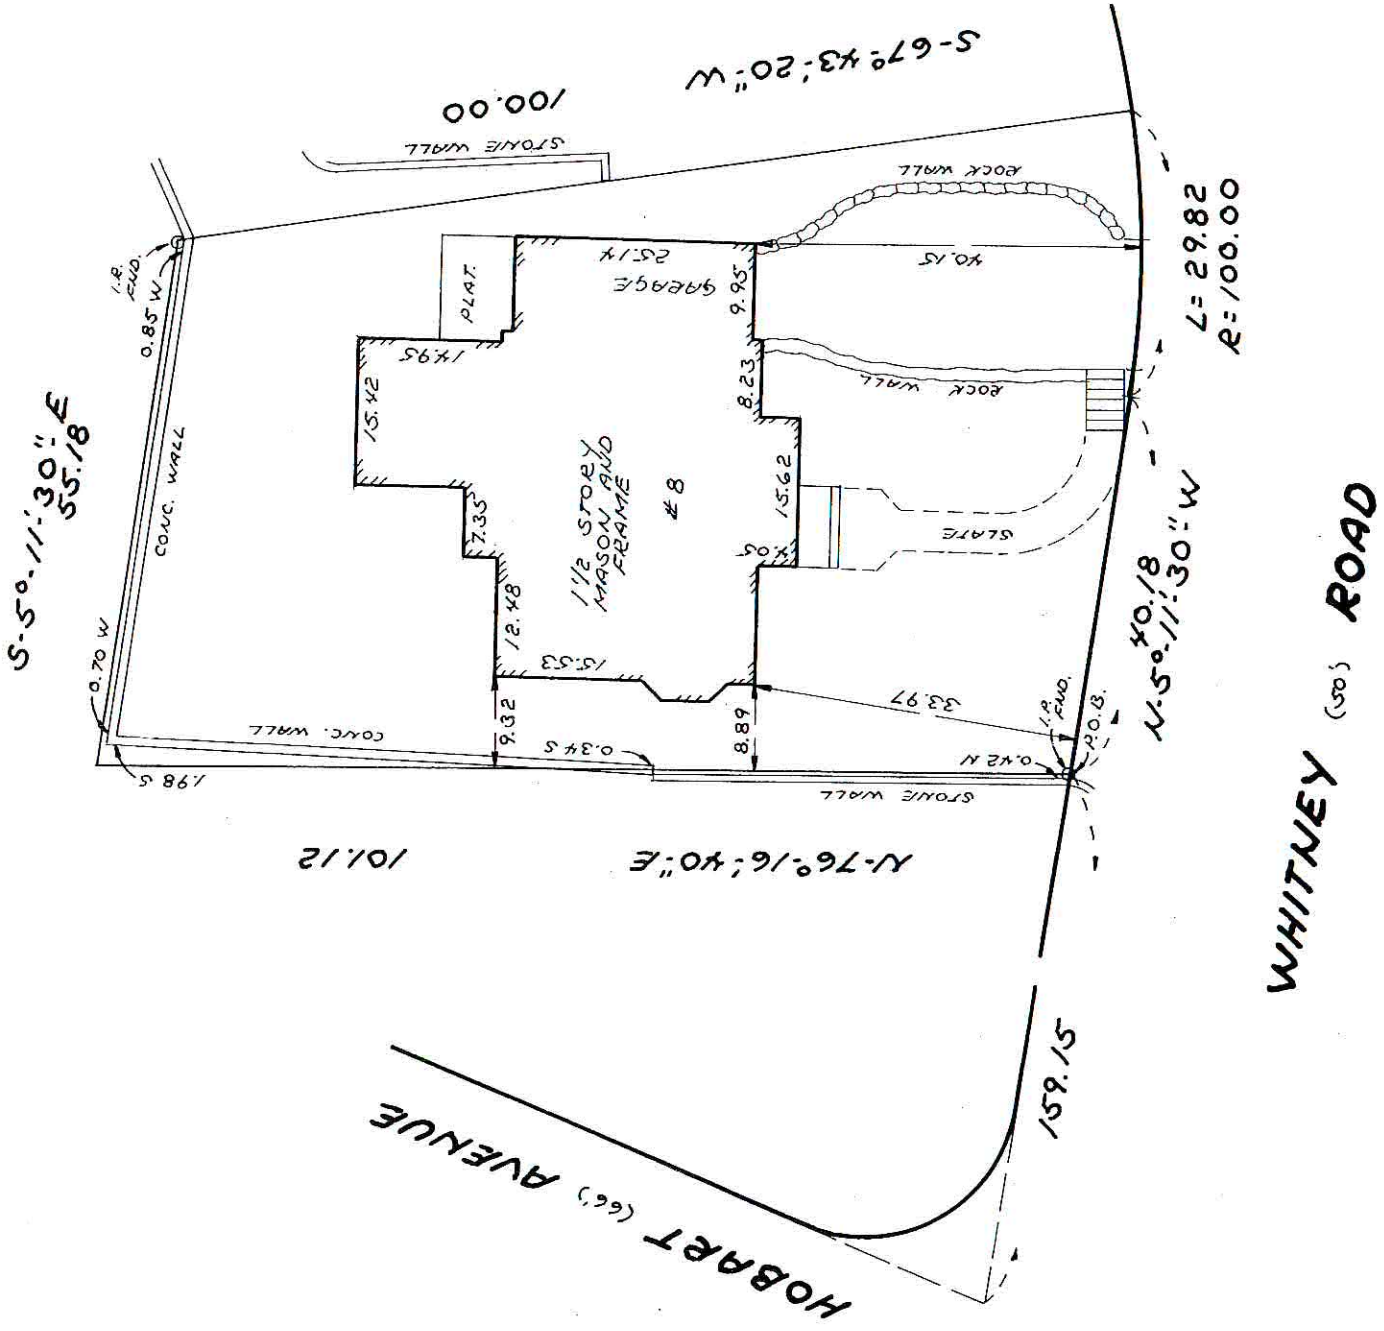 S-67°-43'-20"-W
100.00
STONE WALL
I.R.
FND.
0.85 W
S-5°-11'-30"-E
55.18
CONC. WALL
0.70 W
1.98 S
CONC. WALL
PLAT.
14.95
15.42
7.35
12.48
15.53
9.32
0.34 S
25.14
GARAGE
9.95
8.23
15.62
4.05
8.89
1 1/2 STORY
MASON AND
FRAME
# 8
ROCK WALL
40.15
ROCK WALL
SLATE
33.97
I.P.
FND.
P.O.B.
0.42 N
STONE WALL
L = 29.82
R = 100.00
40.18
N-5°-11'-30"-W
N-76°-16'-40"-E
101.12
WHITNEY (50') ROAD
159.15
HOBART (66') AVENUE